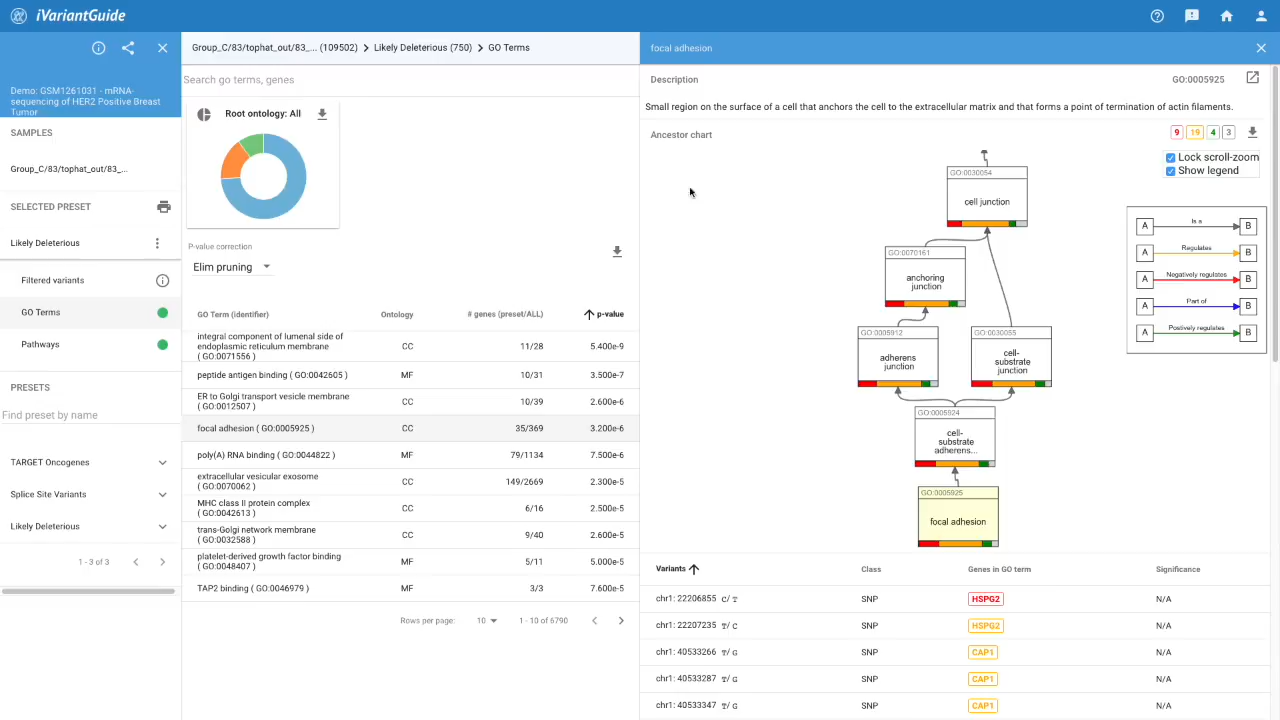 iVariantGuide
Demo: GSM1261031 - mRNA-
sequencing of HER2 Positive Breast
Tumor
SAMPLES
Group_C/83/tophat_out/83_...
SELECTED PRESET
Likely Deleterious
Filtered variants
GO Terms
Pathways
PRESETS
Find preset by name
TARGET Oncogenes
Splice Site Variants
Likely Deleterious
1 - 3 of 3
Group_C/83/tophat_out/83_... (109502) > Likely Deleterious (750) > GO Terms
Search go terms, genes
Root ontology: All
P-value correction
Elim pruning
GO Term (identifier) Ontology # genes (preset/ALL) p-value
integral component of lumenal side of
endoplasmic reticulum membrane
( GO:0071556 ) CC 11/28 5.400e-9
peptide antigen binding ( GO:0042605 ) MF 10/31 3.500e-7
ER to Golgi transport vesicle membrane
( GO:0012507 ) CC 10/39 2.600e-6
focal adhesion ( GO:0005925 ) CC 35/369 3.200e-6
poly(A) RNA binding ( GO:0044822 ) MF 79/1134 7.500e-6
extracellular vesicular exosome
( GO:0070062 ) CC 149/2669 2.300e-5
MHC class II protein complex
( GO:0042613 ) CC 6/16 2.500e-5
trans-Golgi network membrane
( GO:0032588 ) CC 9/40 2.600e-5
platelet-derived growth factor binding
( GO:0048407 ) MF 5/11 5.000e-5
TAP2 binding ( GO:0046979 ) MF 3/3 7.600e-5
Rows per page: 10 1 - 10 of 6790
focal adhesion
Description GO:0005925
Small region on the surface of a cell that anchors the cell to the extracellular matrix and that forms a point of termination of actin filaments.
Ancestor chart 9 19 4 3
Lock scroll-zoom
Show legend
GO:0030054
cell junction
GO:0070161
anchoring
junction
GO:0005912
adherens
junction
GO:0030055
cell-
substrate
junction
GO:0005924
cell-
substrate
adherens...
GO:0005925
focal adhesion
A Is a B
A Regulates B
A Negatively regulates B
A Part of B
A Postively regulates B
Variants Class Genes in GO term Significance
chr1: 22206855 C/T SNP HSPG2 N/A
chr1: 22207235 T/C SNP HSPG2 N/A
chr1: 40533266 T/G SNP CAP1 N/A
chr1: 40533287 T/G SNP CAP1 N/A
chr1: 40533347 T/G SNP CAP1 N/A